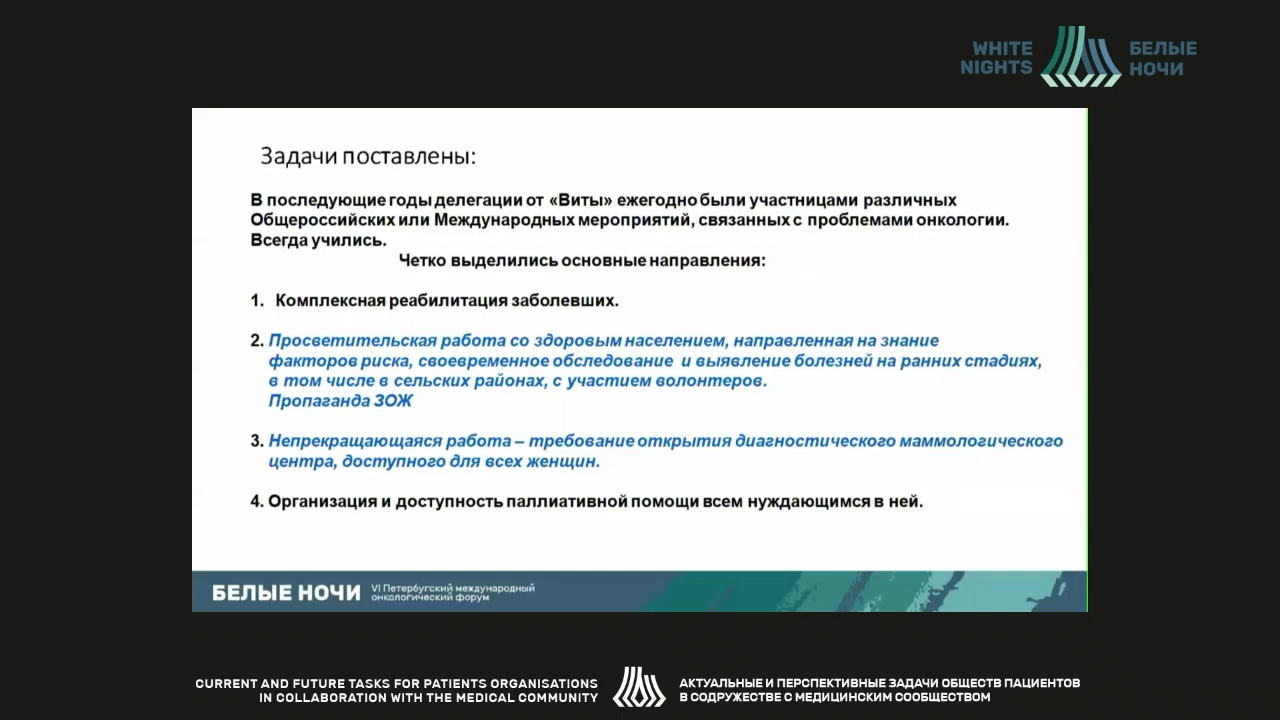 WHITE
NIGHTS
БЕЛЫЕ
НОЧИ
Задачи поставлены:
В последующие годы делегации от «Виты» ежегодно были участницами различных
Общероссийских или Международных мероприятий, связанных с проблемами онкологии.
Всегда учились.
Четко выделились основные направления:
1. Комплексная реабилитация заболевших.
2. Просветительская работа со здоровым населением, направленная на знание
факторов риска, своевременное обследование и выявление болезней на ранних стадиях,
в том числе в сельских районах, с участием волонтеров.
Пропаганда ЗОЖ
3. Непрекращающаяся работа – требование открытия диагностического маммологического
центра, доступного для всех женщин.
4. Организация и доступность паллиативной помощи всем нуждающимся в ней.
БЕЛЫЕ НОЧИ
VI Петербургский международный
онкологический форум
CURRENT AND FUTURE TASKS FOR PATIENTS ORGANISATIONS
IN COLLABORATION WITH THE MEDICAL COMMUNITY
АКТУАЛЬНЫЕ И ПЕРСПЕКТИВНЫЕ ЗАДАЧИ ОБЩЕСТВ ПАЦИЕНТОВ
В СОДРУЖЕСТВЕ С МЕДИЦИНСКИМ СООБЩЕСТВОМ